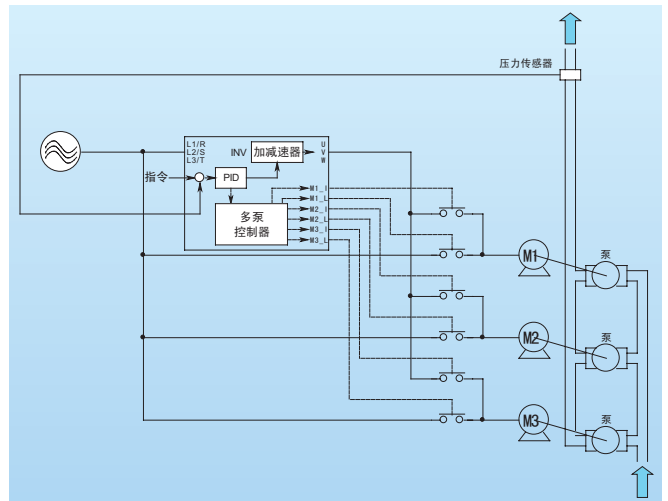 压力传感器
L1/R
L2/S
L3/T
INV
加减速器
U
V
W
指令
PID
多泵
控制器
M1_I
M1_L
M2_I
M2_L
M3_I
M3_L
M1
泵
M2
泵
M3
泵